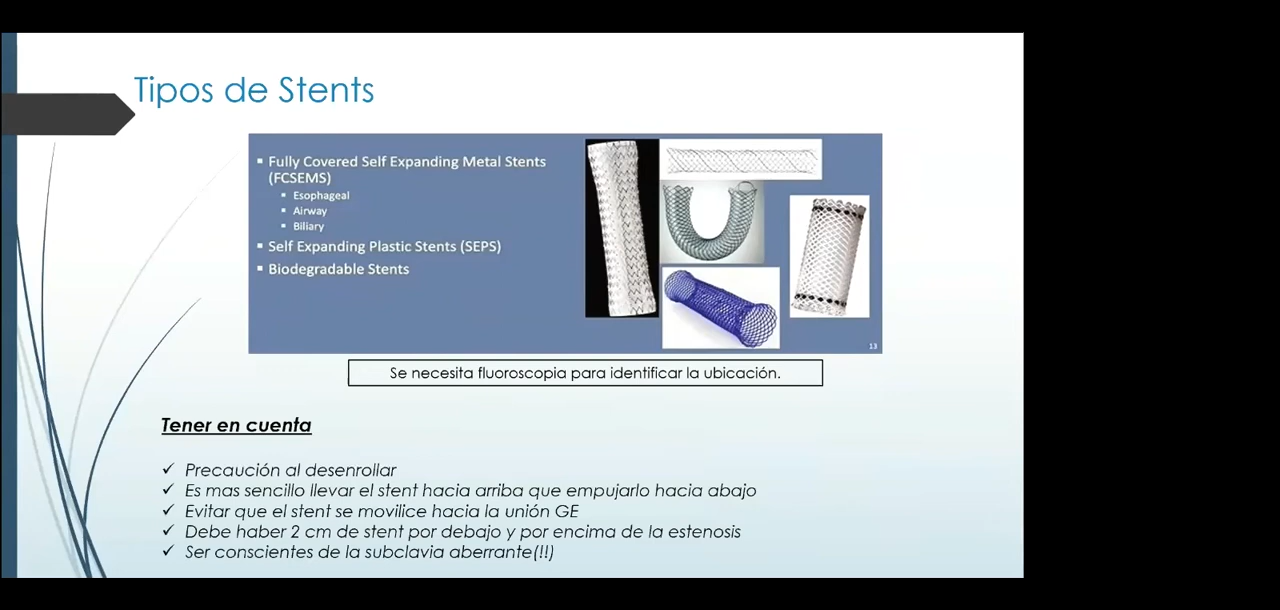 Tipos de Stents
▪ Fully Covered Self Expanding Metal Stents
(FCSEMS)
▪ Esophageal
▪ Airway
▪ Biliary
▪ Self Expanding Plastic Stents (SEPS)
▪ Biodegradable Stents
13
Se necesita fluoroscopia para identificar la ubicación.
Tener en cuenta
✓ Precaución al desenrollar
✓ Es mas sencillo llevar el stent hacia arriba que empujarlo hacia abajo
✓ Evitar que el stent se movilice hacia la unión GE
✓ Debe haber 2 cm de stent por debajo y por encima de la estenosis
✓ Ser conscientes de la subclavia aberrante(!!)